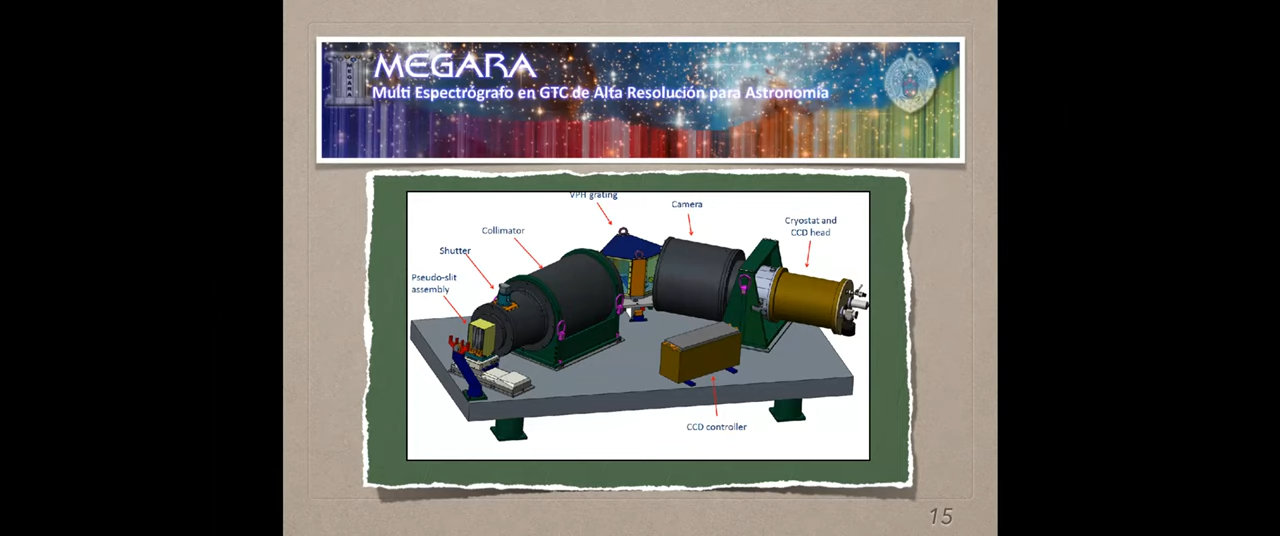 MEGARA
MEGARA
Multi Espectrógrafo en GTC de Alta Resolución para Astronomía
VPH grating
Camera
Cryostat and
CCD head
Collimator
Shutter
Pseudo-slit
assembly
CCD controller
15